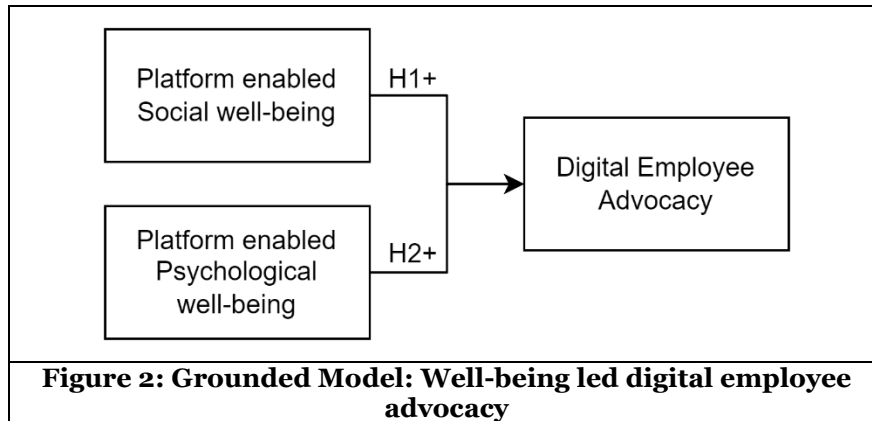 Platform enabled
Social well-being
H1+
Digital Employee
Advocacy
Platform enabled
Psychological
well-being
H2+
Figure 2: Grounded Model: Well-being led digital employee
advocacy